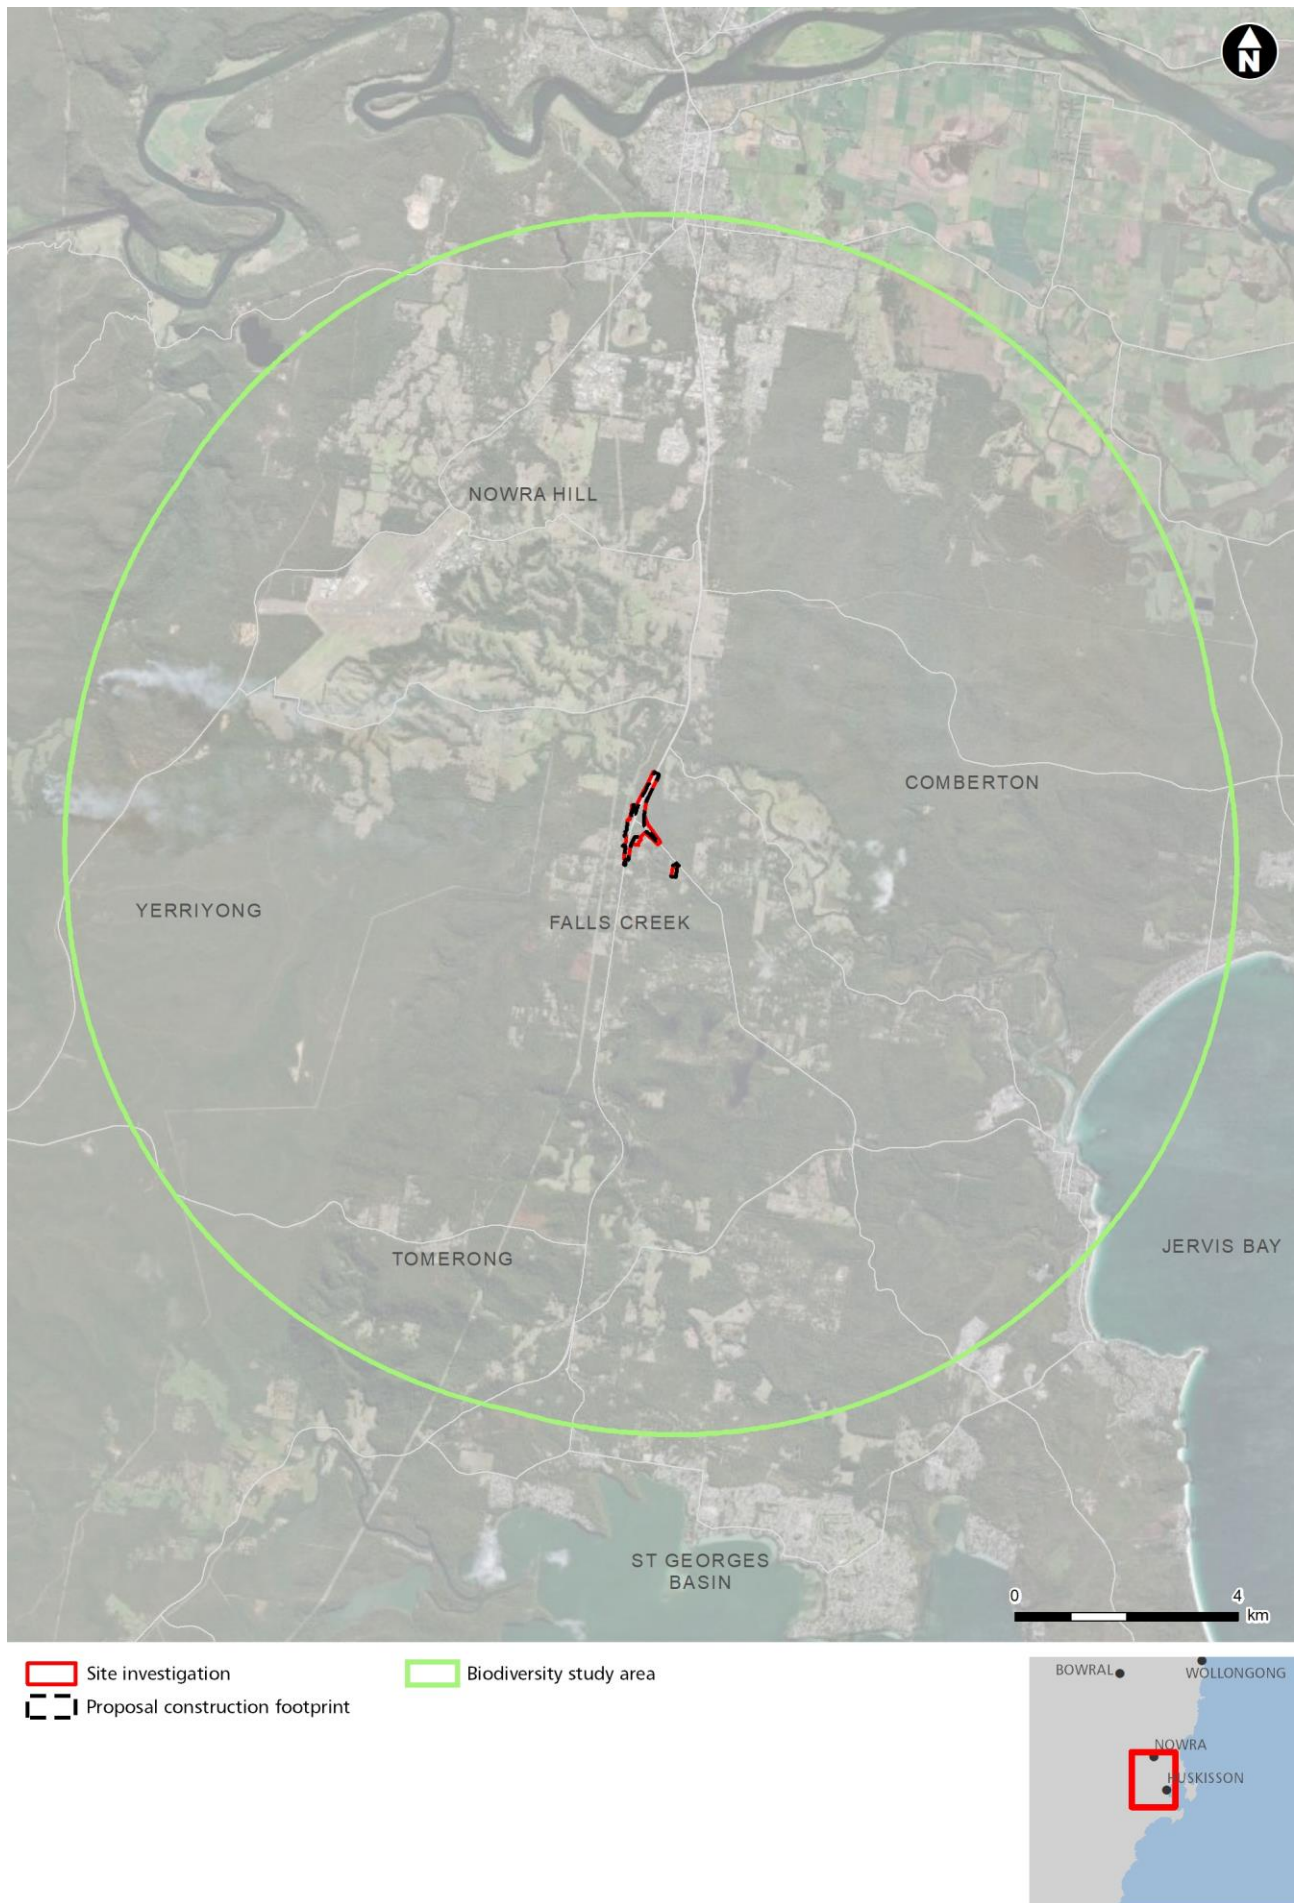 N
NOWRA HILL
COMBERTON
YERRIYONG
FALLS CREEK
TOMERONG
JERVIS BAY
ST GEORGES
BASIN
0 4
km
Site investigation
Biodiversity study area
Proposal construction footprint
BOWRAL
WOLLONGONG
NOWRA
HUSKISSON